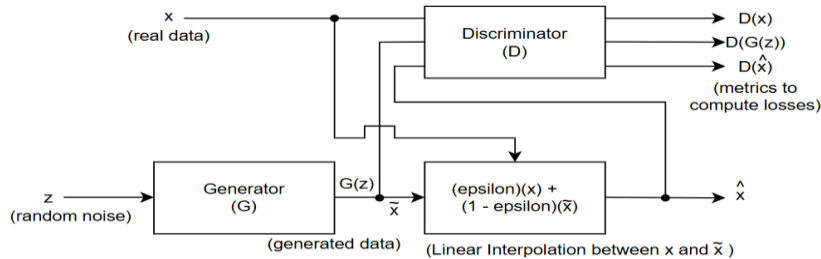 x
(real data)
Discriminator
(D)
D(x)
D(G(z))
D(x̂)
(metrics to
compute losses)
z
(random noise)
Generator
(G)
G(z)
x̃
(generated data)
(epsilon)(x) +
(1 - epsilon)(x̃)
(Linear Interpolation between x and x̃ )
x̂